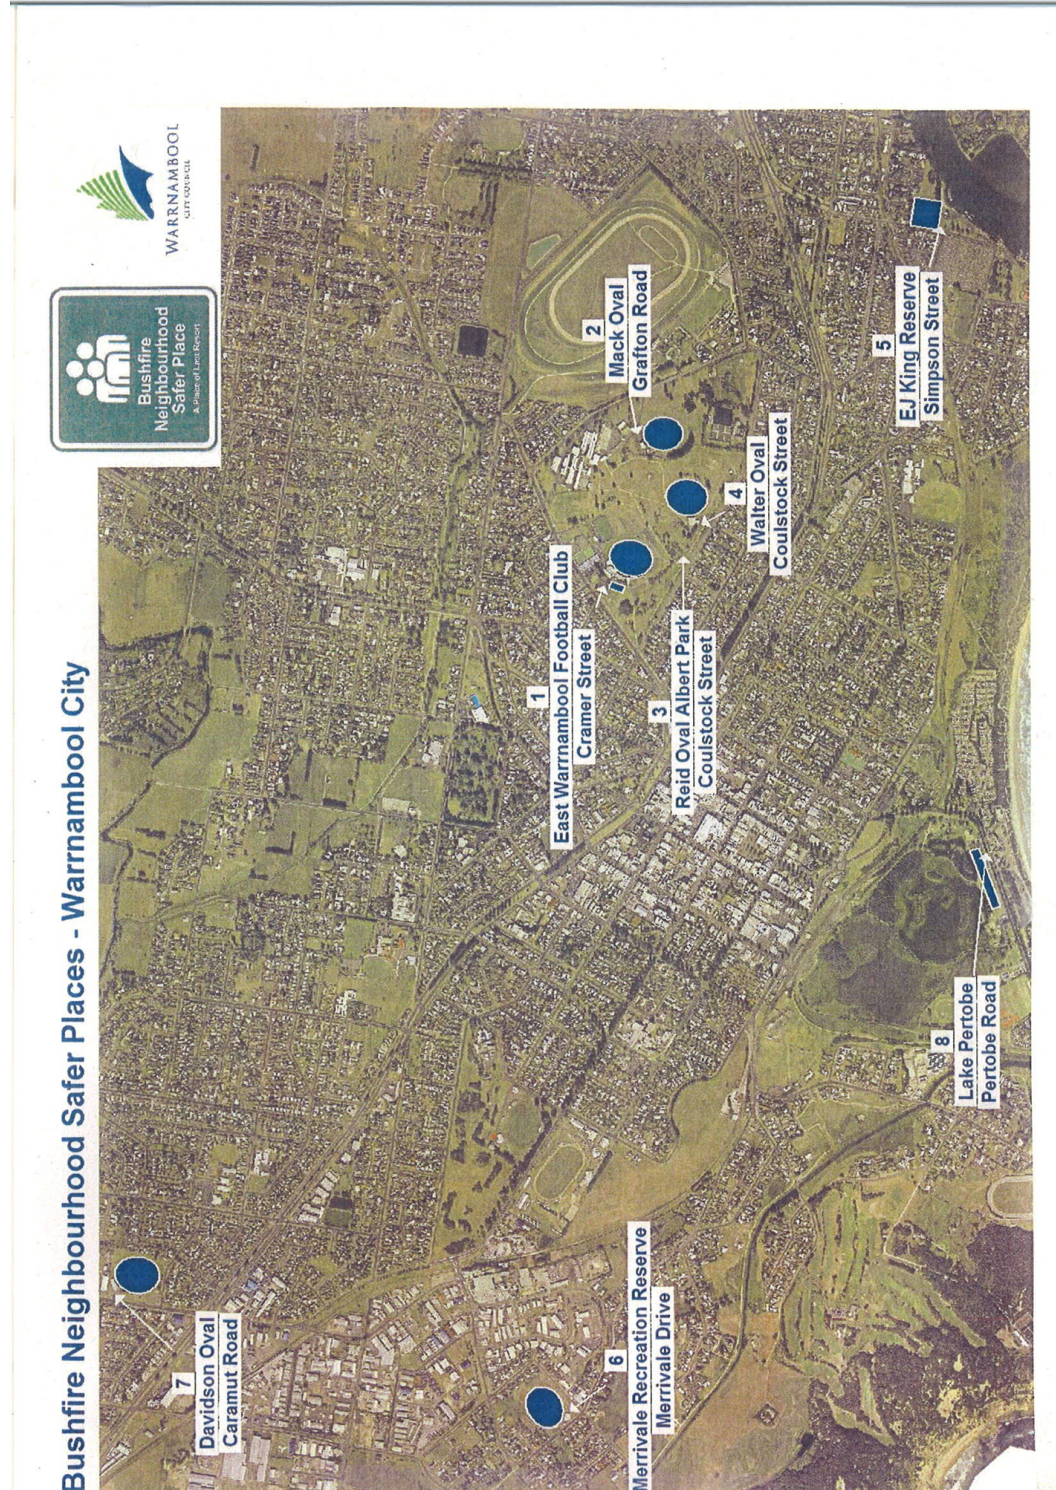 Bushfire Neighbourhood Safer Places - Warrnambool City
Bushfire
Neighbourhood
Safer Place
A Place of Last Resort
WARRNAMBOOL
CITY COUNCIL
7
Davidson Oval
Caramut Road
1
East Warrnambool Football Club
Cramer Street
2
Mack Oval
Grafton Road
3
Reid Oval Albert Park
Coulstock Street
4
Walter Oval
Coulstock Street
5
EJ King Reserve
Simpson Street
6
Merrivale Recreation Reserve
Merrivale Drive
8
Lake Pertobe
Pertobe Road